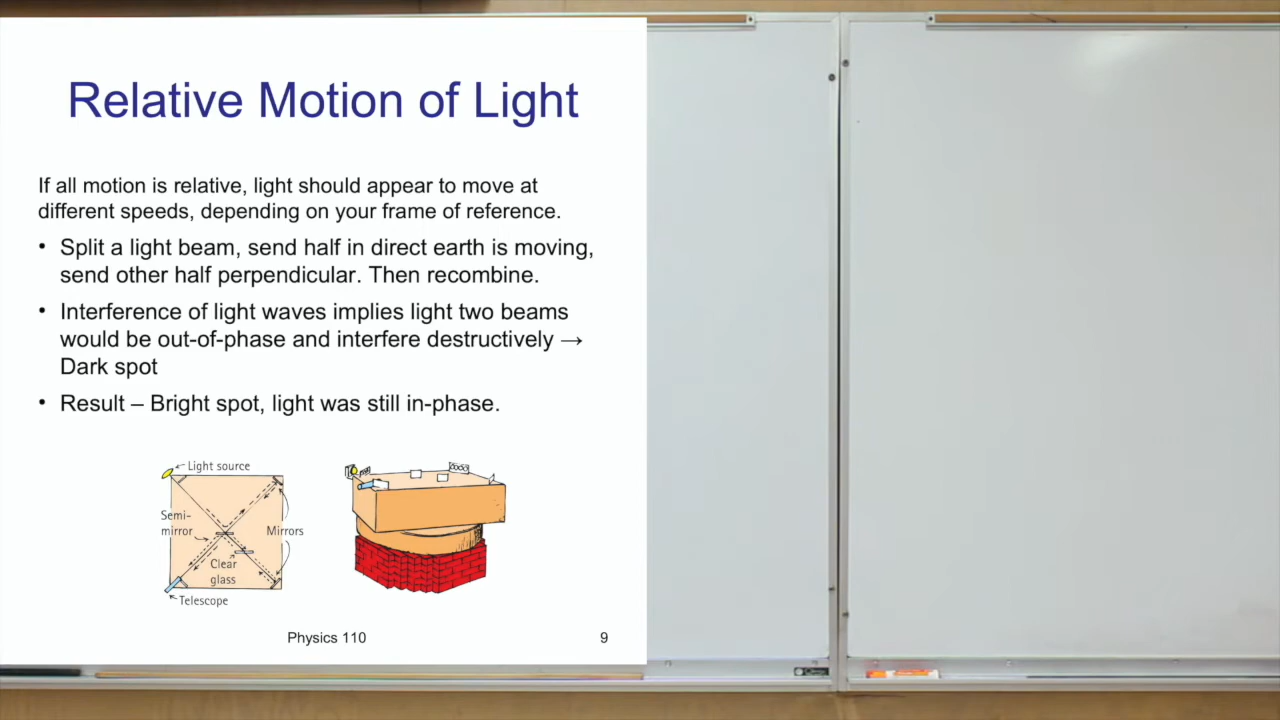 Relative Motion of Light
If all motion is relative, light should appear to move at
different speeds, depending on your frame of reference.
• Split a light beam, send half in direct earth is moving,
send other half perpendicular. Then recombine.
• Interference of light waves implies light two beams
would be out-of-phase and interfere destructively →
Dark spot
• Result – Bright spot, light was still in-phase.
Light source
Semi-
mirror
Mirrors
Clear
glass
Telescope
Physics 110
9